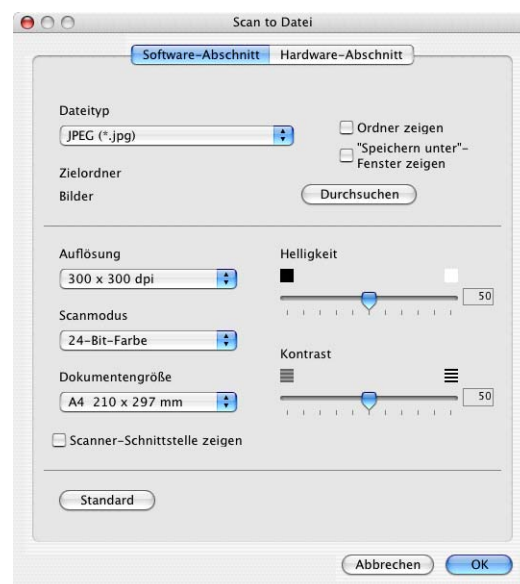 Scan to Datei
Software-Abschnitt Hardware-Abschnitt
Dateityp
JPEG (*.jpg)
Ordner zeigen
"Speichern unter"-
Fenster zeigen
Zielordner
Bilder
Durchsuchen
Auflösung
300 x 300 dpi
Scanmodus
24-Bit-Farbe
Dokumentengröße
A4 210 x 297 mm
Scanner-Schnittstelle zeigen
Helligkeit
50
Kontrast
50
Standard
Abbrechen OK